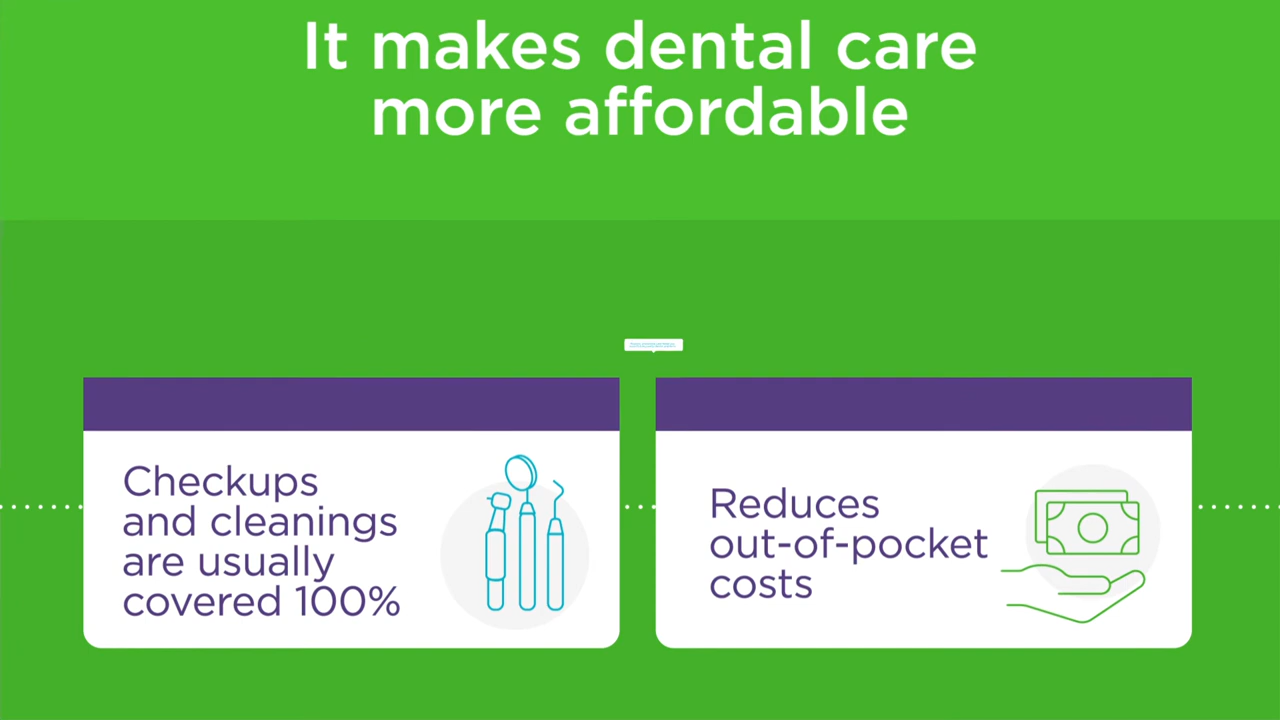 It makes dental care
more affordable
Checkups
and cleanings
are usually
covered 100%
Reduces
out-of-pocket
costs